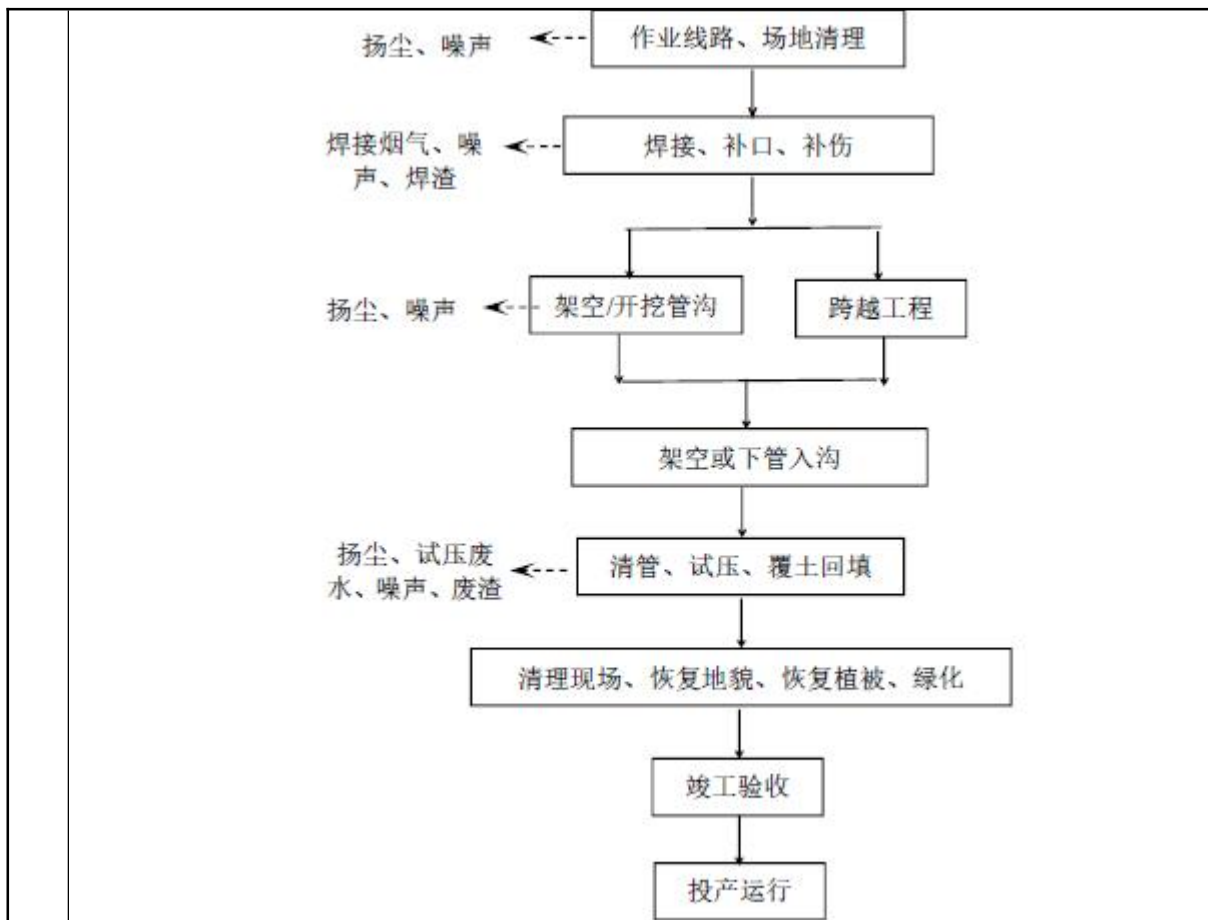 扬尘、噪声
作业线路、场地清理
焊接烟气、噪
声、焊渣
焊接、补口、补伤
扬尘、噪声
架空/开挖管沟
跨越工程
架空或下管入沟
扬尘、试压废
水、噪声、废渣
清管、试压、覆土回填
清理现场、恢复地貌、恢复植被、绿化
竣工验收
投产运行